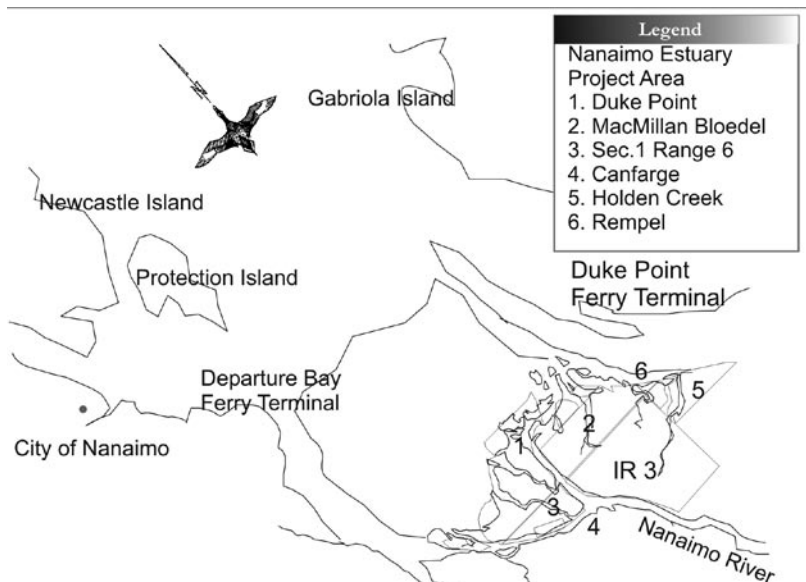 Legend
Nanaimo Estuary
Project Area
1. Duke Point
2. MacMillan Bloedel
3. Sec.1 Range 6
4. Canfarge
5. Holden Creek
6. Rempel
Gabriola Island
Newcastle Island
Protection Island
Duke Point
Ferry Terminal
Departure Bay
Ferry Terminal
City of Nanaimo
6
5
2
1
IR 3
3
4
Nanaimo River